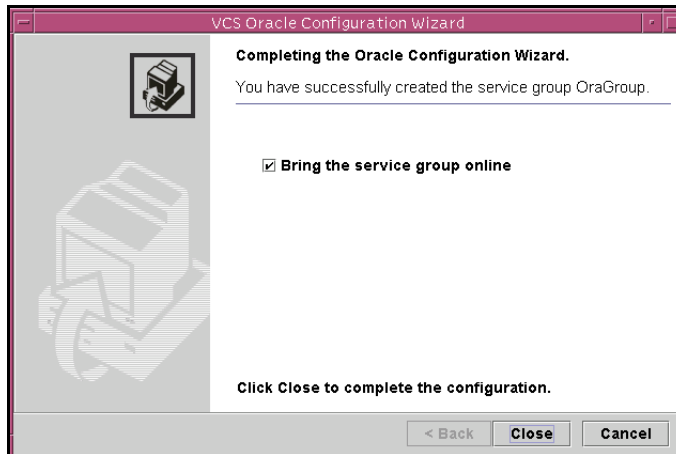 VCS Oracle Configuration Wizard
Completing the Oracle Configuration Wizard.
You have successfully created the service group OraGroup.
Bring the service group online
Click Close to complete the configuration.
< Back
Close
Cancel